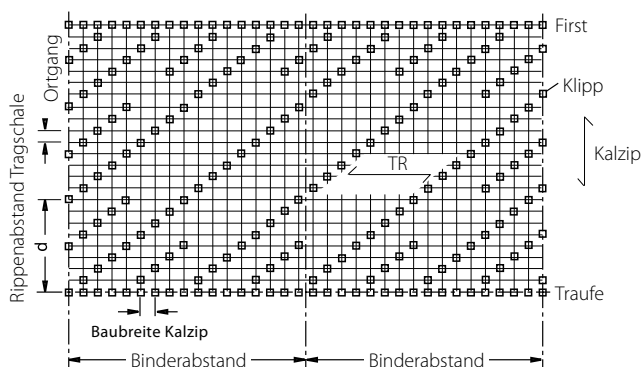 First
Ortgang
Klipp
Kalzip
TR
Rippenabstand Tragschale
d
Traufe
Baubreite Kalzip
Binderabstand
Binderabstand